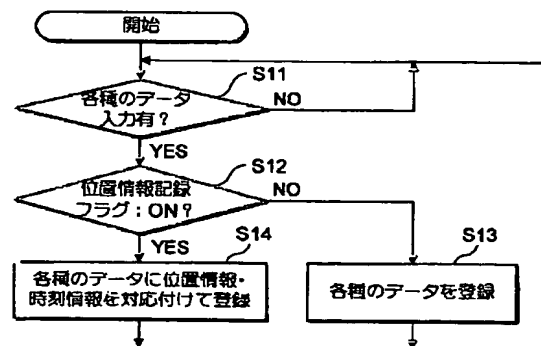 開始
S11
各種のデータ
入力有？
NO
YES
S12
位置情報記録
フラグ：ON？
NO
YES
S14
S13
各種のデータに位置情報・
時刻情報を対応付けて登録
各種のデータを登録